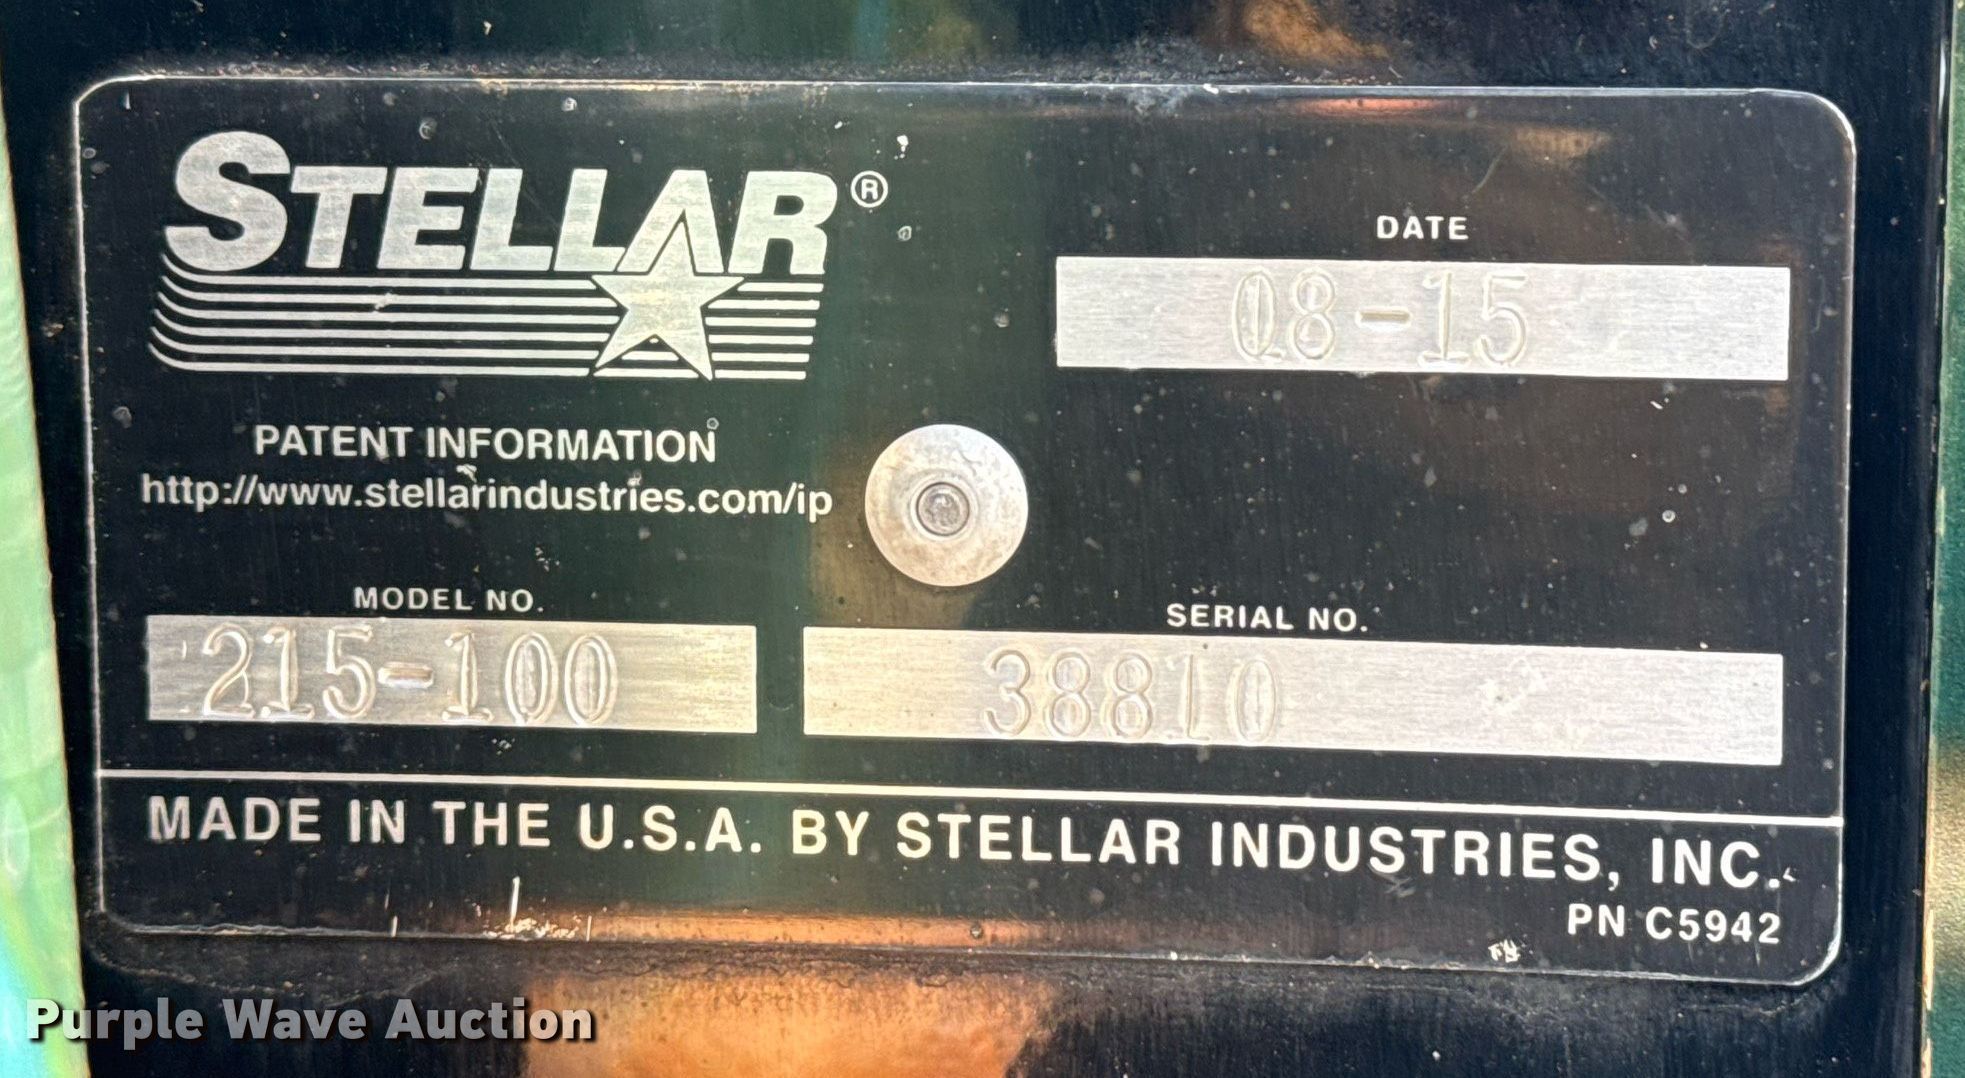 STELLAR®
DATE
08-15
PATENT INFORMATION
http://www.stellarindustries.com/ip
MODEL NO.
215-100
SERIAL NO.
38810
MADE IN THE U.S.A. BY STELLAR INDUSTRIES, INC.
PN C5942
Purple Wave Auction